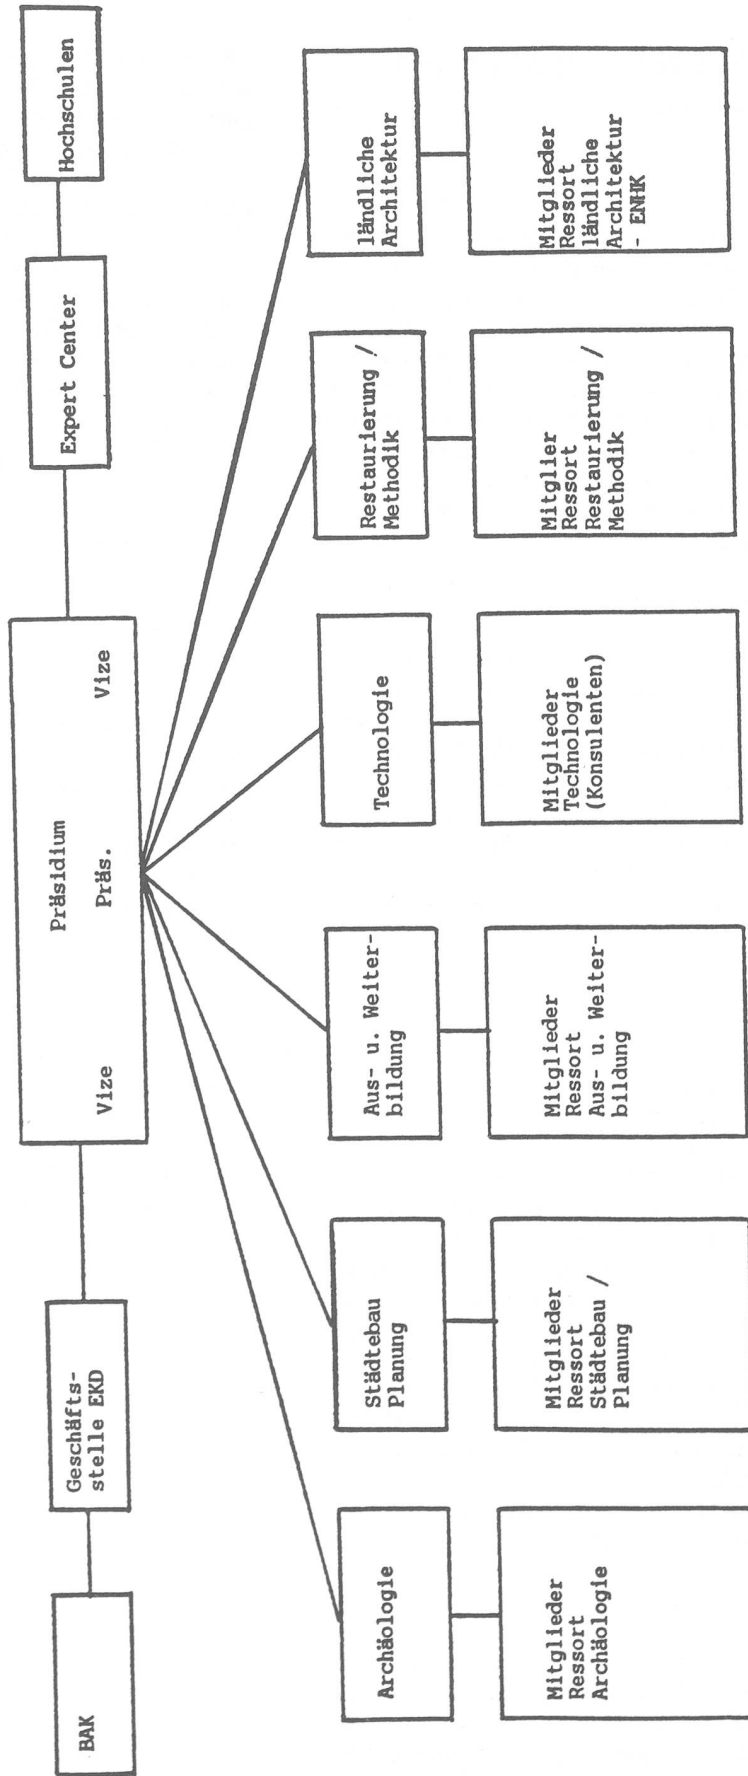 BAK
Geschäfts-
stelle EKD
Präsidium
Vize Präs. Vize
Expert Center
Hochschulen
Archäologie
Städtebau
Planung
Aus- u. Weiter-
bildung
Technologie
Restaurierung /
Methodik
ländliche
Architektur
Mitglieder
Ressort
Archäologie
Mitglieder
Ressort
Städtebau /
Planung
Mitglieder
Ressort
Aus- u. Weiter-
bildung
Mitglieder
Technologie
(Konsulenten)
Mitglier
Ressort
Restaurierung /
Methodik
Mitglieder
Ressort
ländliche
Architektur
- ENHK